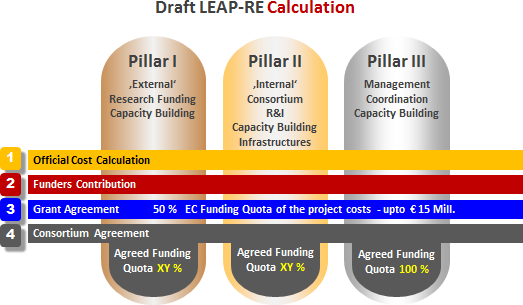 Draft LEAP-RE Calculation
Pillar I
‚External‘
Research Funding
Capacity Building
Pillar II
‚Internal‘
Consortium
R&I
Capacity Building
Infrastructures
Pillar III
Management
Coordination
Capacity Building
1 Official Cost Calculation
2 Funders Contribution
3 Grant Agreement 50 % EC Funding Quota of the project costs - upto € 15 Mill.
4 Consortium Agreement
Agreed Funding
Quota XY %
Agreed Funding
Quota XY %
Agreed Funding
Quota 100 %